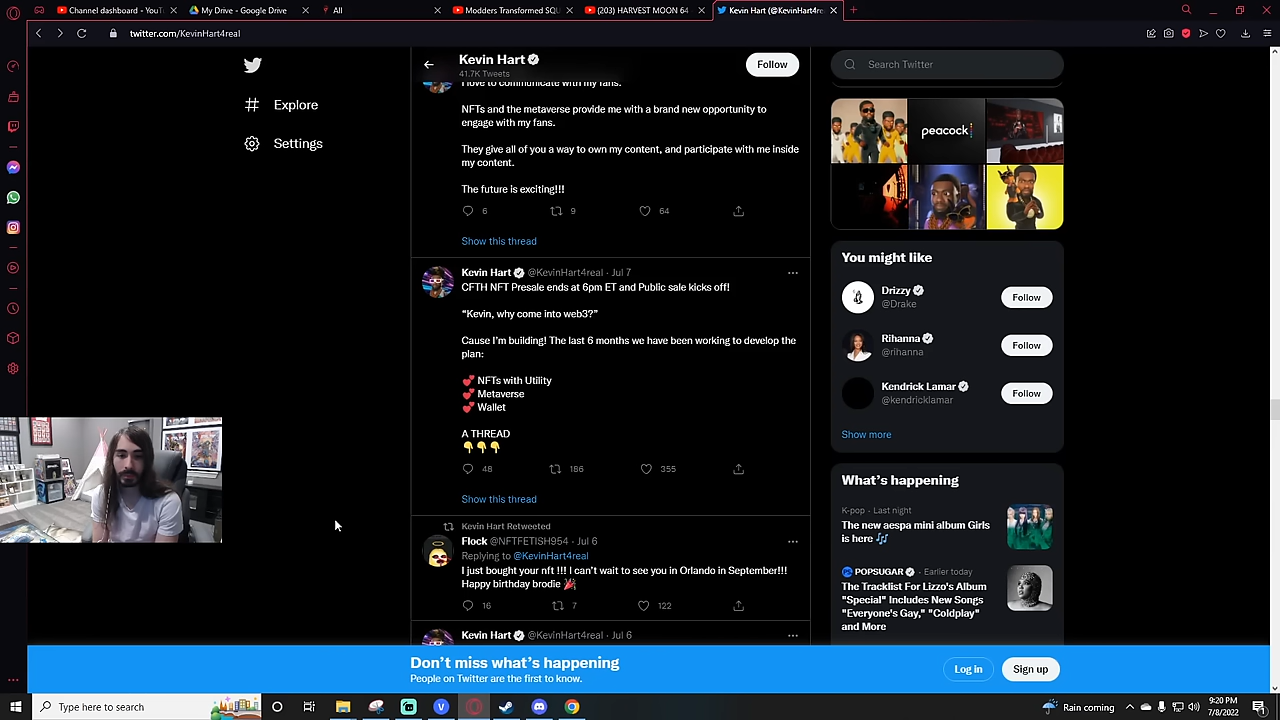 Channel dashboard - YouT
My Drive - Google Drive
All
Modders Transformed SQU
(203) HARVEST MOON 64
Kevin Hart (@KevinHart4re
twitter.com/KevinHart4real
Explore
Settings
Kevin Hart
41.7K Tweets
Follow
I love to communicate with my fans.
NFTs and the metaverse provide me with a brand new opportunity to
engage with my fans.
They give all of you a way to own my content, and participate with me inside
my content.
The future is exciting!!!
6 9 64
Show this thread
Kevin Hart @KevinHart4real · Jul 7
CFTH NFT Presale ends at 6pm ET and Public sale kicks off!
“Kevin, why come into web3?”
Cause I’m building! The last 6 months we have been working to develop the
plan:
💕 NFTs with Utility
💕 Metaverse
💕 Wallet
A THREAD
👇👇👇
48 186 355
Show this thread
Kevin Hart Retweeted
Flock @NFTFETISH954 · Jul 6
Replying to @KevinHart4real
I just bought your nft !!! I can’t wait to see you in Orlando in September!!!
Happy birthday brodie 🎉
16 7 122
Kevin Hart @KevinHart4real · Jul 6
Search Twitter
peacock
You might like
Drizzy
@Drake
Follow
Rihanna
@rihanna
Follow
Kendrick Lamar
@kendricklamar
Follow
Show more
What’s happening
K-pop · Last night
The new aespa mini album Girls
is here 🎶
POPSUGAR · Earlier today
The Tracklist For Lizzo's Album
"Special" Includes New Songs
"Everyone's Gay," "Coldplay"
and More
Don’t miss what’s happening
People on Twitter are the first to know.
Log in
Sign up
Type here to search
Rain coming
9:20 PM
7/8/2022